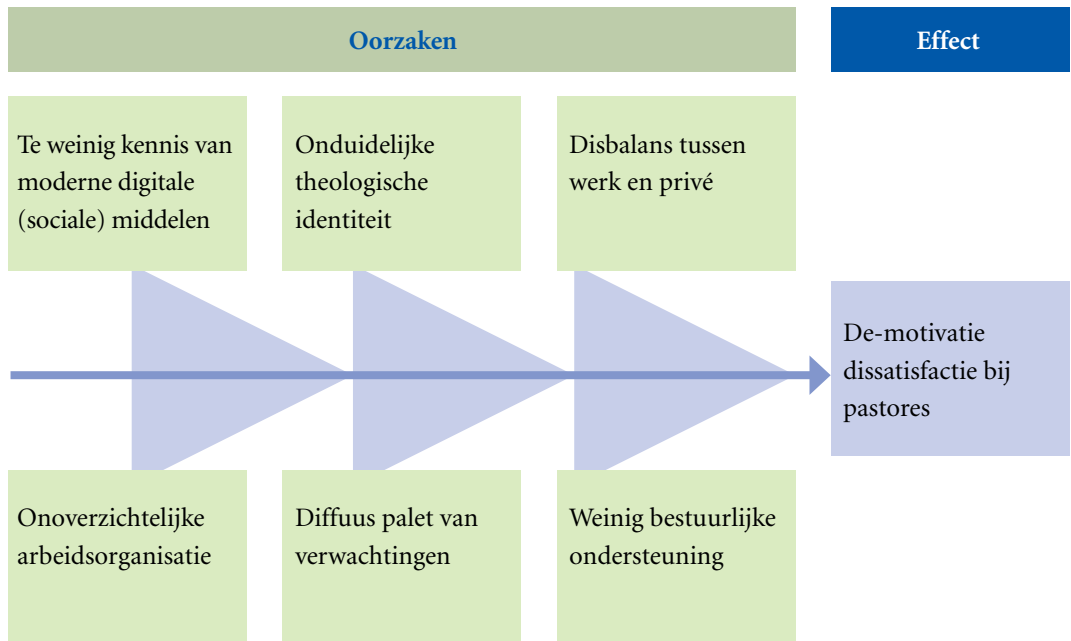 Oorzaken
Effect
Te weinig kennis van
moderne digitale
(sociale) middelen
Onduidelijke
theologische
identiteit
Disbalans tussen
werk en privé
De-motivatie
dissatisfactie bij
pastores
Onoverzichtelijke
arbeidsorganisatie
Diffuus palet van
verwachtingen
Weinig bestuurlijke
ondersteuning